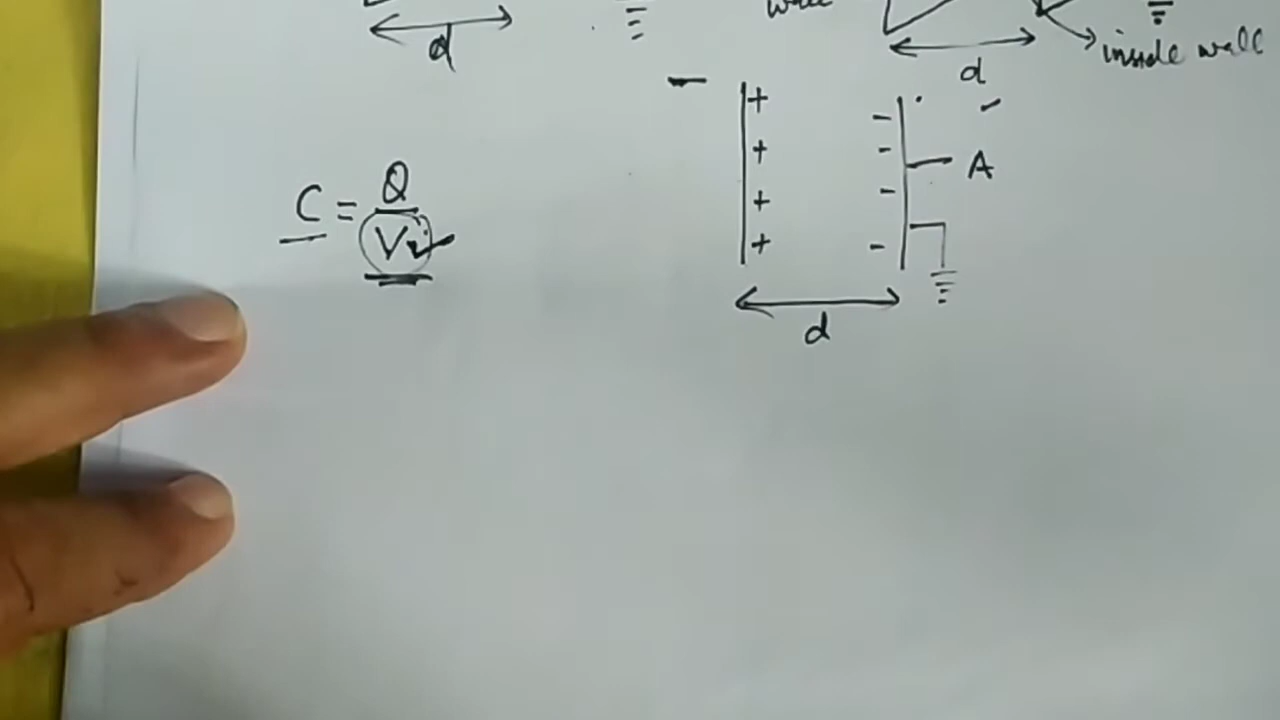 d
d
inside wall
+
+
+
+
-
-
-
-
A
C = Q
V
d